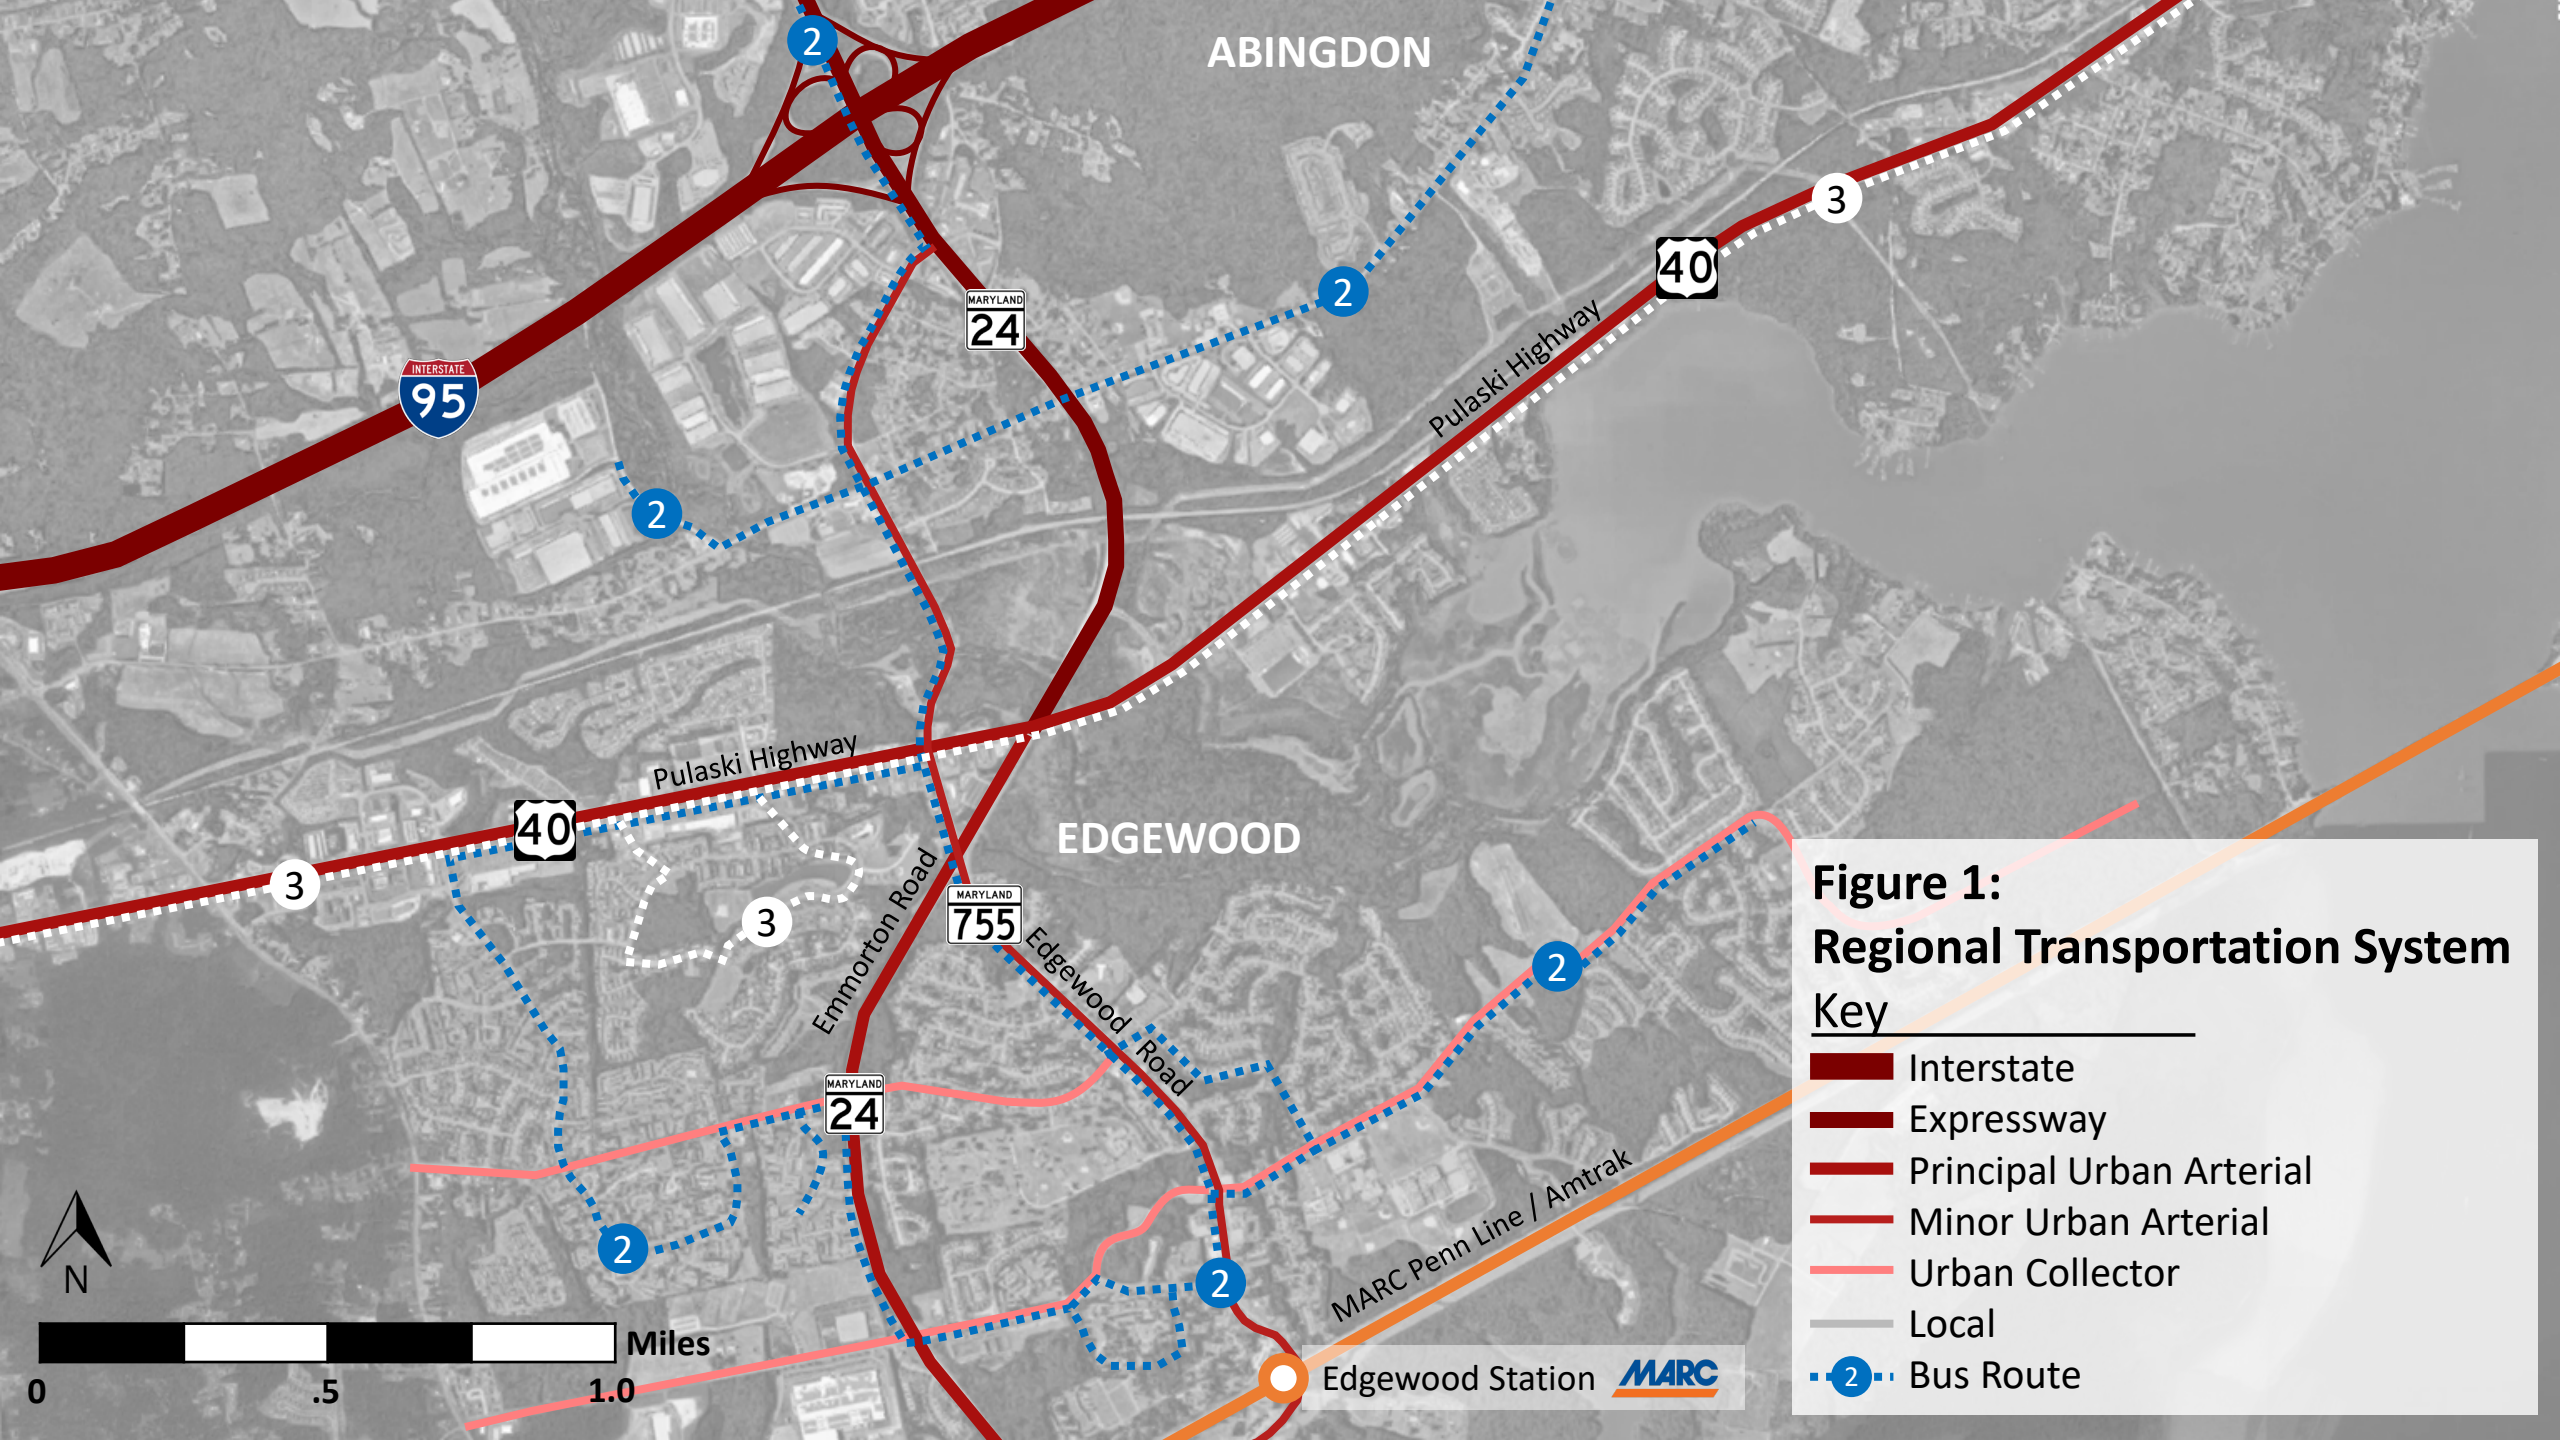 2
ABINGDON
3
40
2
MARYLAND
24
Pulaski Highway
INTERSTATE
95
2
Pulaski Highway
40
EDGEWOOD
3
3
MARYLAND
755
Emmorton Road
Edgewood Road
2
MARYLAND
24
2
2
MARC Penn Line / Amtrak
Edgewood Station MARC
N
Miles
0 .5 1.0
Figure 1:
Regional Transportation System
Key
Interstate
Expressway
Principal Urban Arterial
Minor Urban Arterial
Urban Collector
Local
2 Bus Route